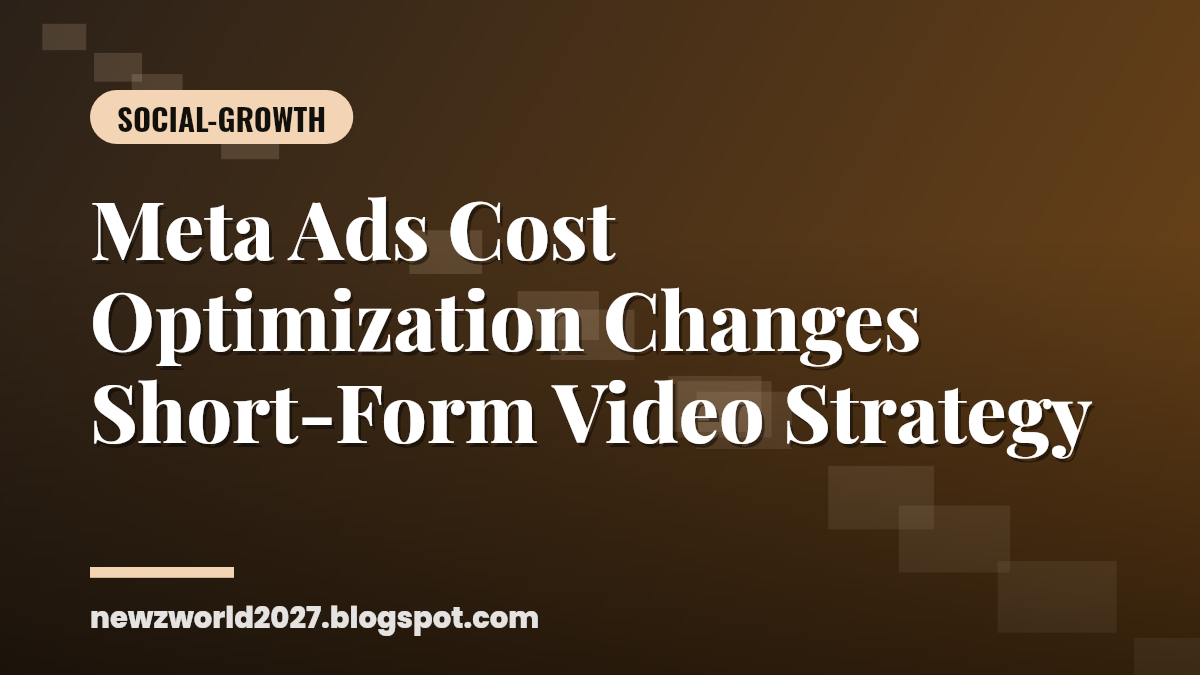 SOCIAL-GROWTH
Meta Ads Cost
Optimization Changes
Short-Form Video Strategy
newzworld2027.blogspot.com